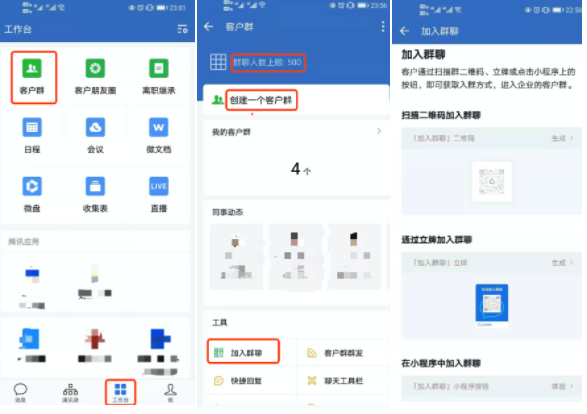 23:01
工作台
客户群
客户朋友圈
离职继承
日程
会议
微文档
微盘
收集表
直播
LIVE
腾讯应用
消息
通讯录
工作台
我
23:56
客户群
群聊人数上限: 500
创建一个客户群
我的客户群
4个
同事动态
工具
加入群聊
客户群群发
快捷回复
聊天工具栏
22:58
加入群聊
加入群聊
客户通过扫描群二维码、立牌或点击小程序上的
按钮,即可获取入群方式,进入企业的客户群。
扫描二维码加入群聊
「加入群聊」二维码
生成
通过立牌加入群聊
「加入群聊」立牌
生成
在小程序中加入群聊
「加入群聊」小程序按钮
体验